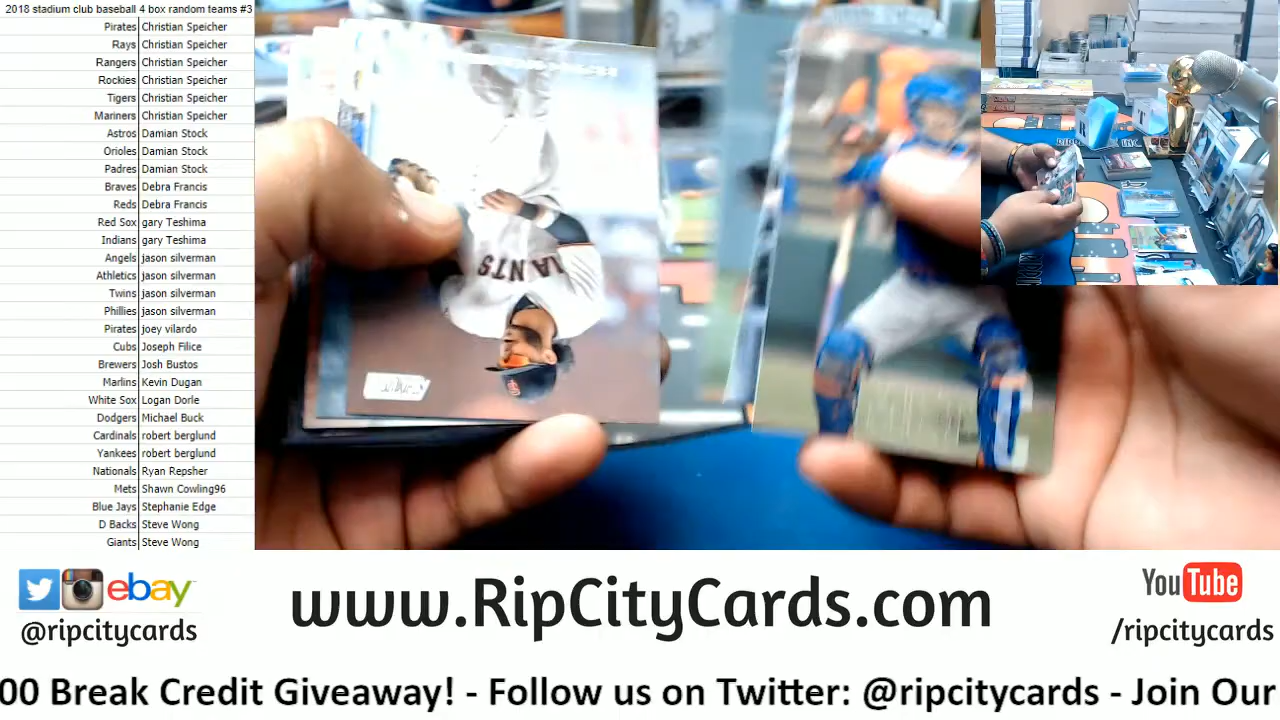 2018 stadium club baseball 4 box random teams #3
Pirates Christian Speicher
Rays Christian Speicher
Rangers Christian Speicher
Rockies Christian Speicher
Tigers Christian Speicher
Mariners Christian Speicher
Astros Damian Stock
Orioles Damian Stock
Padres Damian Stock
Braves Debra Francis
Reds Debra Francis
Red Sox gary Teshima
Indians gary Teshima
Angels jason silverman
Athletics jason silverman
Twins jason silverman
Phillies jason silverman
Pirates joey vilardo
Cubs Joseph Filice
Brewers Josh Bustos
Marlins Kevin Dugan
White Sox Logan Dorle
Dodgers Michael Buck
Cardinals robert berglund
Yankees robert berglund
Nationals Ryan Repsher
Mets Shawn Cowling96
Blue Jays Stephanie Edge
D Backs Steve Wong
Giants Steve Wong
IANTS
ebay
@ripcitycards
www.RipCityCards.com
YouTube
/ripcitycards
00 Break Credit Giveaway! - Follow us on Twitter: @ripcitycards - Join Our